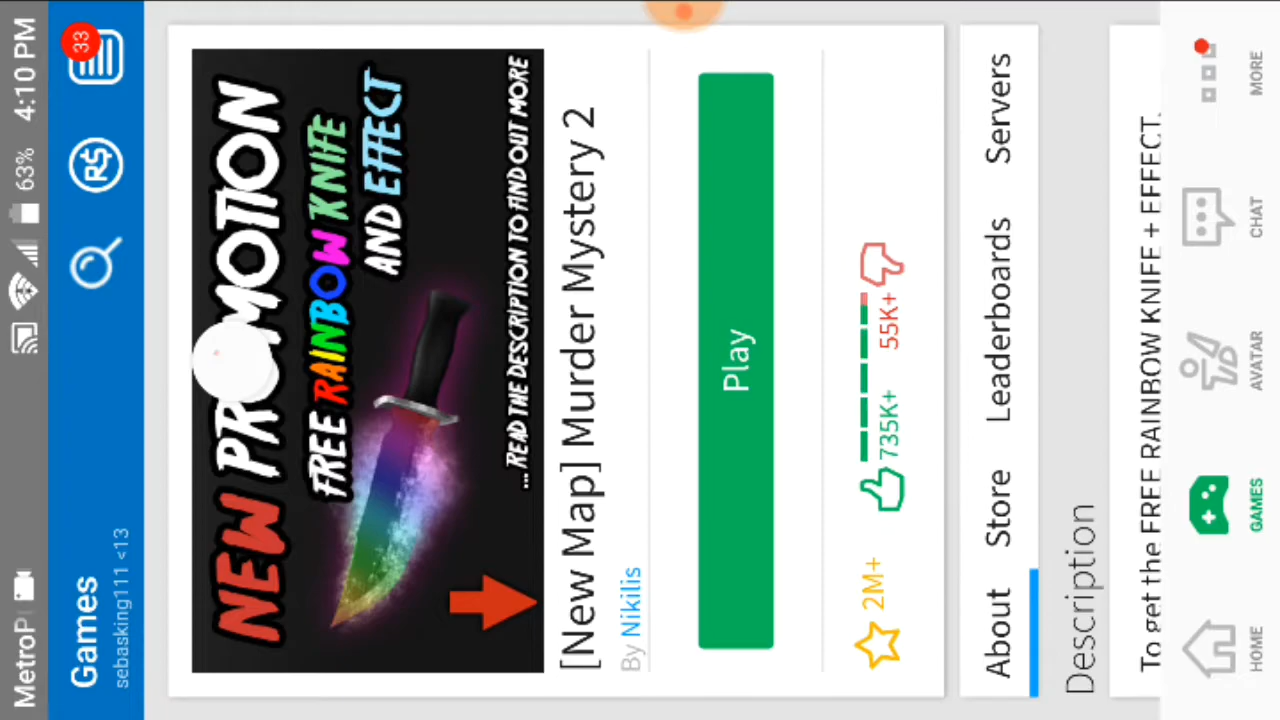 MetroP
63%
4:10 PM
Games
sebasking111 <13
R$
33
NEW PROMOTION
FREE RAINBOW KNIFE
AND EFFECT
...READ THE DESCRIPTION TO FIND OUT MORE
[New Map] Murder Mystery 2
By Nikilis
Play
2M+
735K+
55K+
About
Store
Leaderboards
Servers
Description
To get the FREE RAINBOW KNIFE + EFFECT,
HOME
GAMES
AVATAR
CHAT
MORE